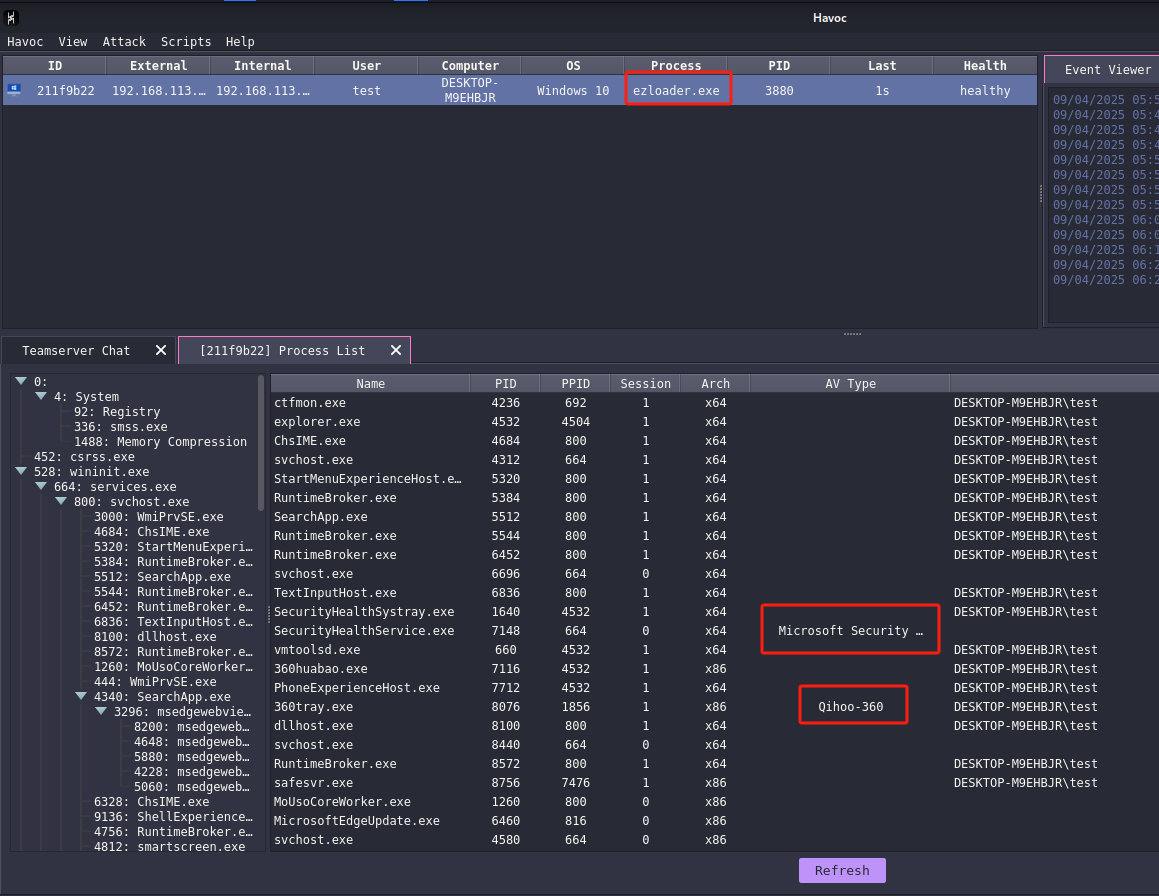 Havoc
Havoc View Attack Scripts Help
ID External Internal User Computer OS Process PID Last Health
211f9b22 192.168.113.… 192.168.113.… test DESKTOP-M9EHBJR Windows 10 ezloader.exe 3880 1s healthy
Event Viewer
09/04/2025 05:5
09/04/2025 05:4
09/04/2025 05:4
09/04/2025 05:4
09/04/2025 05:5
09/04/2025 05:5
09/04/2025 05:5
09/04/2025 05:5
09/04/2025 06:0
09/04/2025 06:0
09/04/2025 06:1
09/04/2025 06:2
09/04/2025 06:2
Teamserver Chat
[211f9b22] Process List
0:
4: System
92: Registry
336: smss.exe
1488: Memory Compression
452: csrss.exe
528: wininit.exe
664: services.exe
800: svchost.exe
3000: WmiPrvSE.exe
4684: ChsIME.exe
5320: StartMenuExperi…
5384: RuntimeBroker.e…
5512: SearchApp.exe
5544: RuntimeBroker.e…
6452: RuntimeBroker.e…
6836: TextInputHost.e…
8100: dllhost.exe
8572: RuntimeBroker.e…
1260: MoUsoCoreWorker…
444: WmiPrvSE.exe
4340: SearchApp.exe
3296: msedgewebvie…
8200: msedgeweb…
4648: msedgeweb…
5880: msedgeweb…
4228: msedgeweb…
5060: msedgeweb…
6328: ChsIME.exe
9136: ShellExperience…
4756: RuntimeBroker.e…
4812: smartscreen.exe
Name PID PPID Session Arch AV Type
ctfmon.exe 4236 692 1 x64 DESKTOP-M9EHBJR\test
explorer.exe 4532 4504 1 x64 DESKTOP-M9EHBJR\test
ChsIME.exe 4684 800 1 x64 DESKTOP-M9EHBJR\test
svchost.exe 4312 664 1 x64 DESKTOP-M9EHBJR\test
StartMenuExperienceHost.e… 5320 800 1 x64 DESKTOP-M9EHBJR\test
RuntimeBroker.exe 5384 800 1 x64 DESKTOP-M9EHBJR\test
SearchApp.exe 5512 800 1 x64 DESKTOP-M9EHBJR\test
RuntimeBroker.exe 5544 800 1 x64 DESKTOP-M9EHBJR\test
RuntimeBroker.exe 6452 800 1 x64 DESKTOP-M9EHBJR\test
svchost.exe 6696 664 0 x64
TextInputHost.exe 6836 800 1 x64 DESKTOP-M9EHBJR\test
SecurityHealthSystray.exe 1640 4532 1 x64 DESKTOP-M9EHBJR\test
SecurityHealthService.exe 7148 664 0 x64 Microsoft Security …
vmtoolsd.exe 660 4532 1 x64 DESKTOP-M9EHBJR\test
360huabao.exe 7116 4532 1 x86 DESKTOP-M9EHBJR\test
PhoneExperienceHost.exe 7712 4532 1 x64 DESKTOP-M9EHBJR\test
360tray.exe 8076 1856 1 x86 Qihoo-360 DESKTOP-M9EHBJR\test
dllhost.exe 8100 800 1 x64 DESKTOP-M9EHBJR\test
svchost.exe 8440 664 0 x64
RuntimeBroker.exe 8572 800 1 x64 DESKTOP-M9EHBJR\test
safesvr.exe 8756 7476 1 x86 DESKTOP-M9EHBJR\test
MoUsoCoreWorker.exe 1260 800 0 x86
MicrosoftEdgeUpdate.exe 6460 816 0 x86
svchost.exe 4580 664 0 x86
Refresh